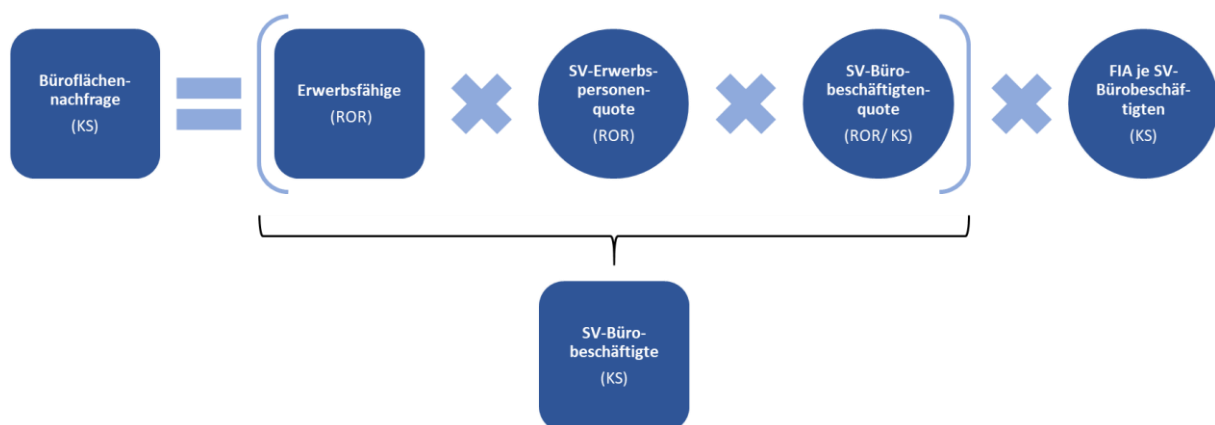 Büroflächen-
nachfrage
(KS)
Erwerbsfähige
(ROR)
SV-Erwerbs-
personen-
quote
(ROR)
SV-Büro-
beschäftigten-
quote
(ROR/ KS)
FIA je SV-
Bürobeschäf-
tigten
(KS)
SV-Büro-
beschäftigte
(KS)